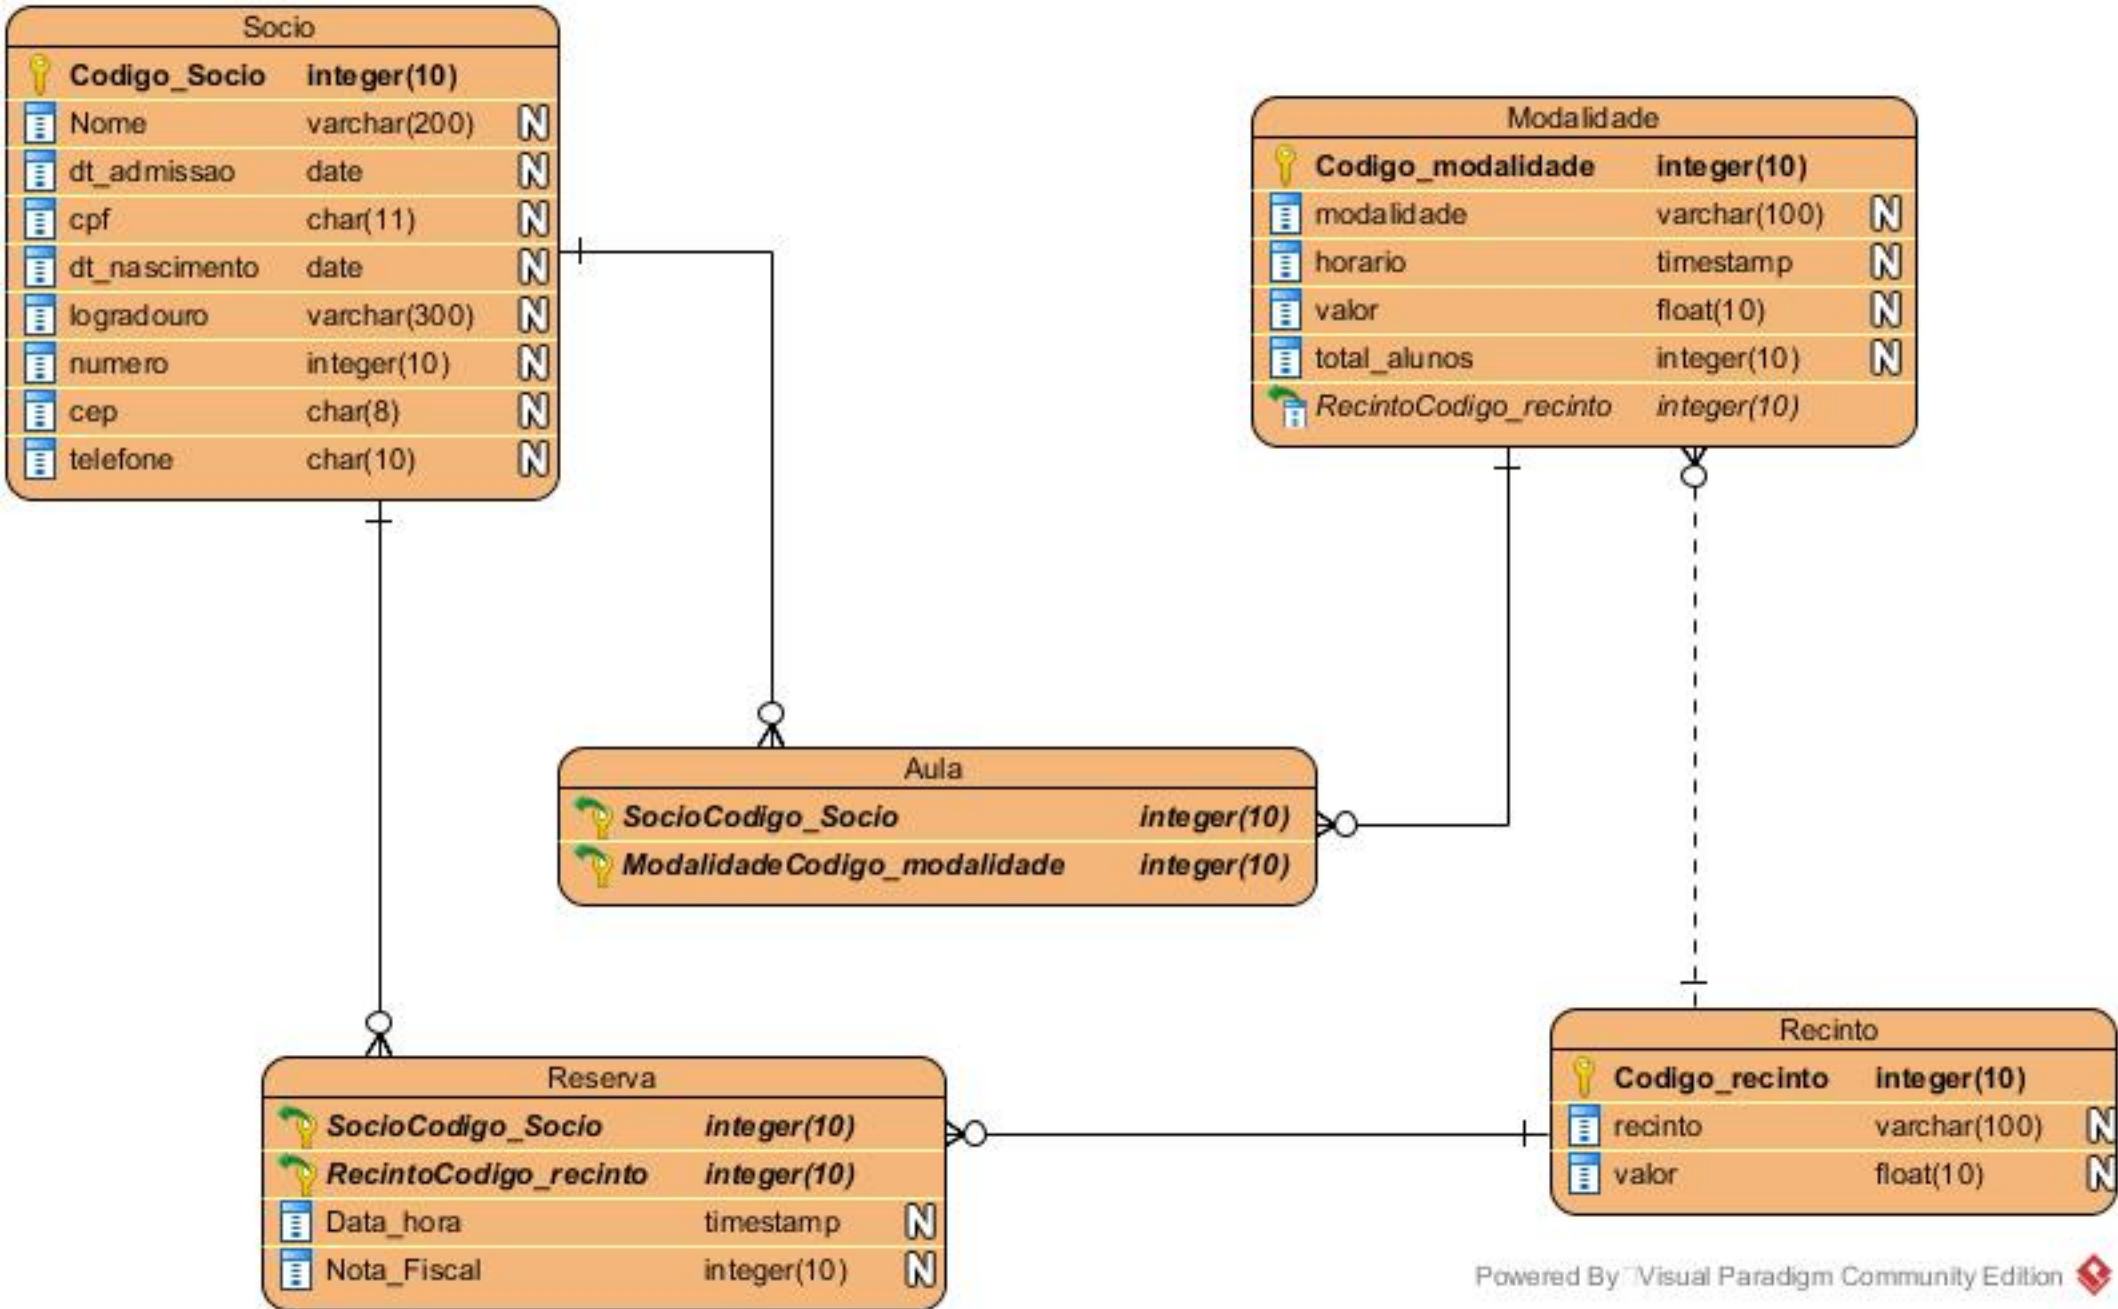 Socio
Codigo_Socio integer(10)
Nome varchar(200) N
dt_admissao date N
cpf char(11) N
dt_nascimento date N
logradouro varchar(300) N
numero integer(10) N
cep char(8) N
telefone char(10) N
Modalidade
Codigo_modalidade integer(10)
modalidade varchar(100) N
horario timestamp N
valor float(10) N
total_alunos integer(10) N
RecintoCodigo_recinto integer(10)
Aula
SocioCodigo_Socio integer(10)
ModalidadeCodigo_modalidade integer(10)
Reserva
SocioCodigo_Socio integer(10)
RecintoCodigo_recinto integer(10)
Data_hora timestamp N
Nota_Fiscal integer(10) N
Recinto
Codigo_recinto integer(10)
recinto varchar(100) N
valor float(10) N
Powered By Visual Paradigm Community Edition